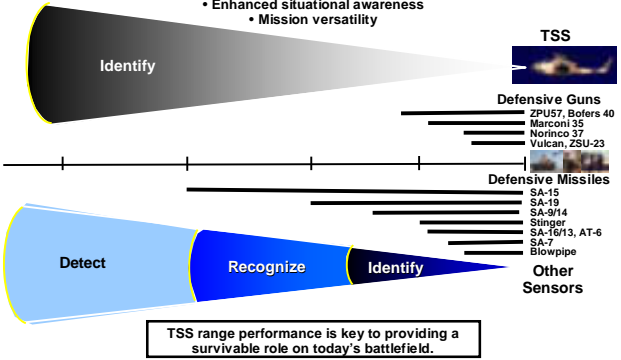 • Enhanced situational awareness
• Mission versatility
TSS
Identify
Defensive Guns
ZPU57, Bofers 40
Marconi 35
Norinco 37
Vulcan, ZSU-23
Defensive Missiles
SA-15
SA-19
SA-9/14
Stinger
SA-16/13, AT-6
SA-7
Blowpipe
Detect
Recognize
Identify
Other
Sensors
TSS range performance is key to providing a
survivable role on today's battlefield.